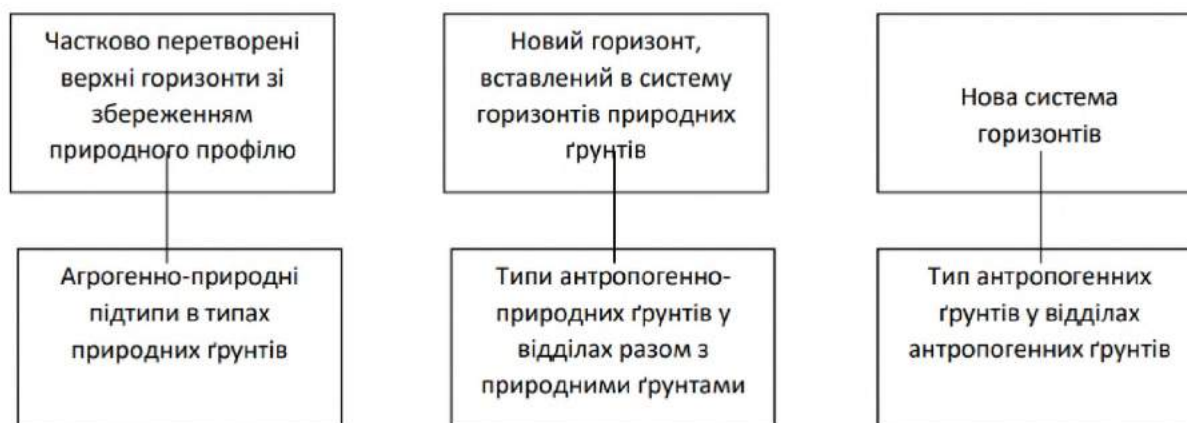 Частково перетворені
верхні горизонти зі
збереженням
природного профілю
Новий горизонт,
вставлений в систему
горизонтів природних
ґрунтів
Нова система
горизонтів
Агрогенно-природні
підтипи в типах
природних ґрунтів
Типи антропогенно-
природних ґрунтів у
відділах разом з
природними ґрунтами
Тип антропогенних
ґрунтів у відділах
антропогенних ґрунтів